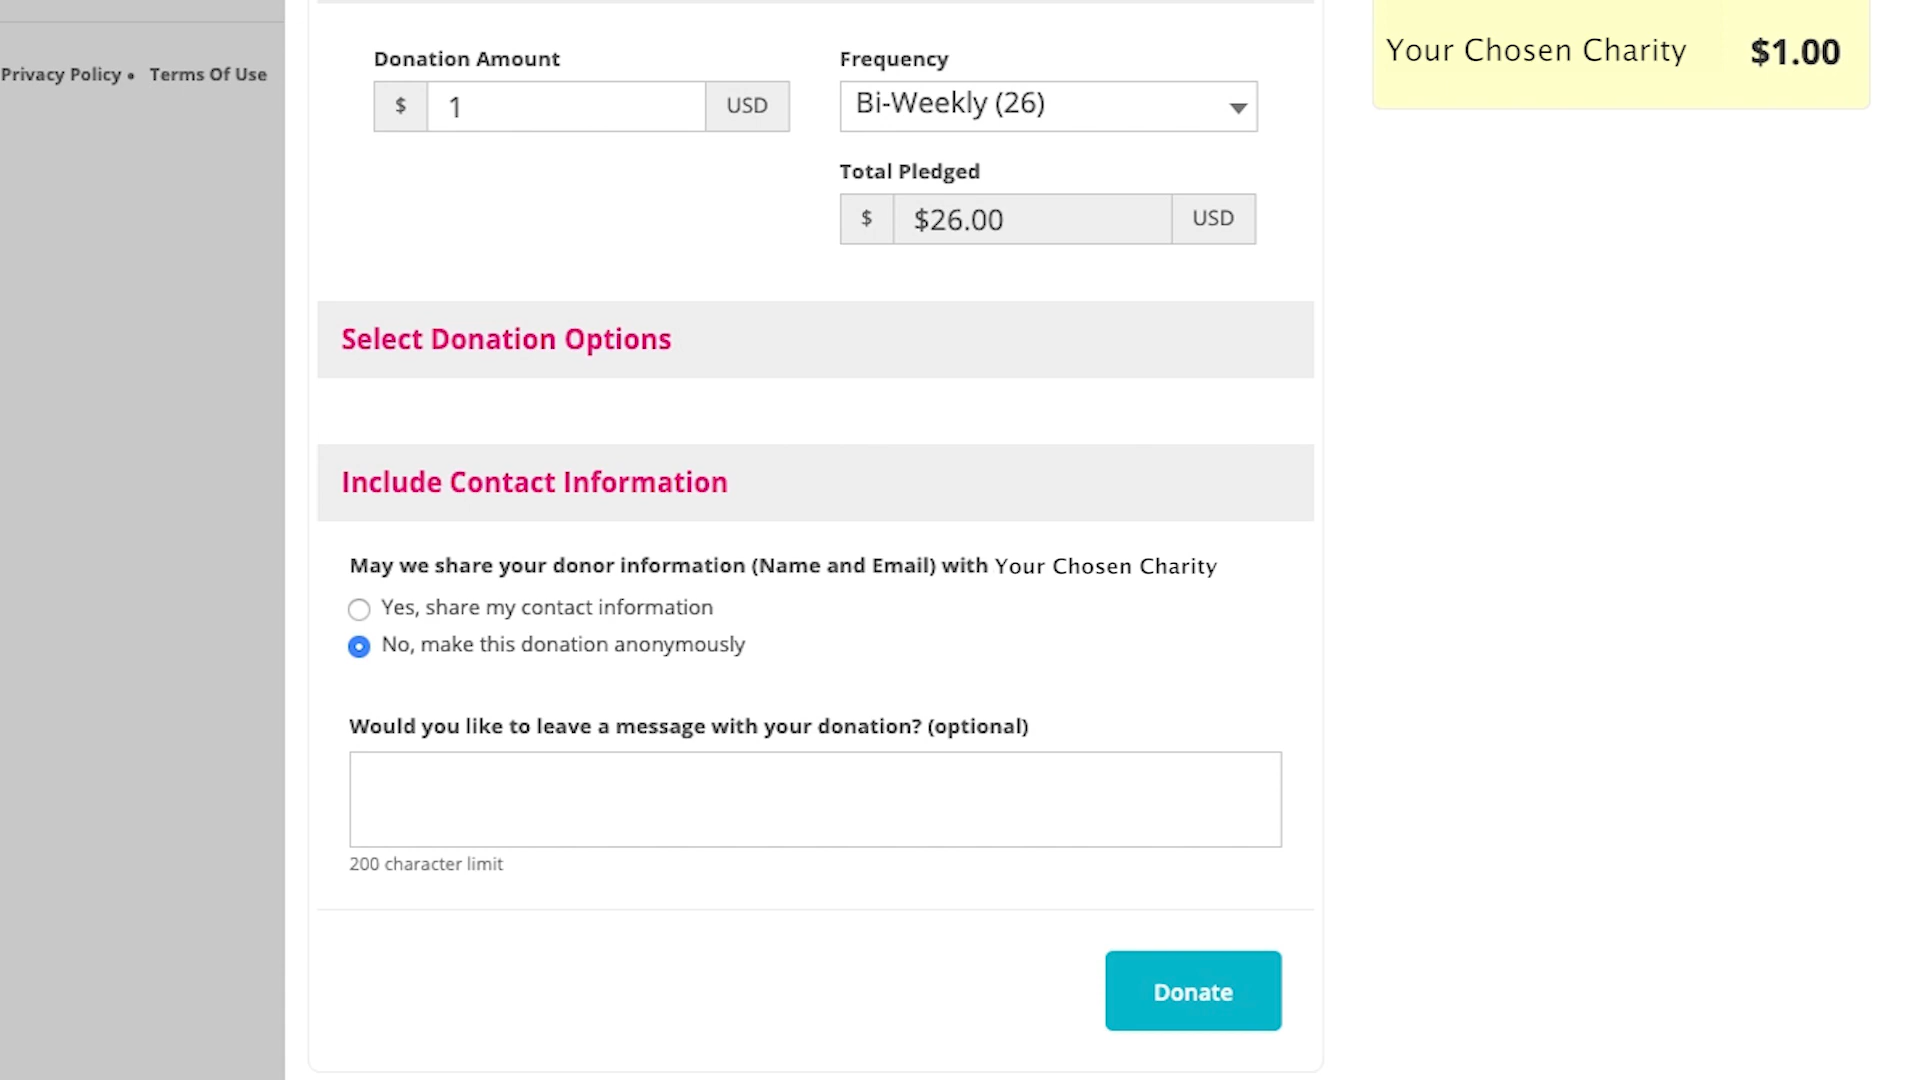 Privacy Policy • Terms Of Use
Donation Amount
$ 1 USD
Frequency
Bi-Weekly (26)
Total Pledged
$ $26.00 USD
Your Chosen Charity $1.00
Select Donation Options
Include Contact Information
May we share your donor information (Name and Email) with Your Chosen Charity
Yes, share my contact information
No, make this donation anonymously
Would you like to leave a message with your donation? (optional)
200 character limit
Donate